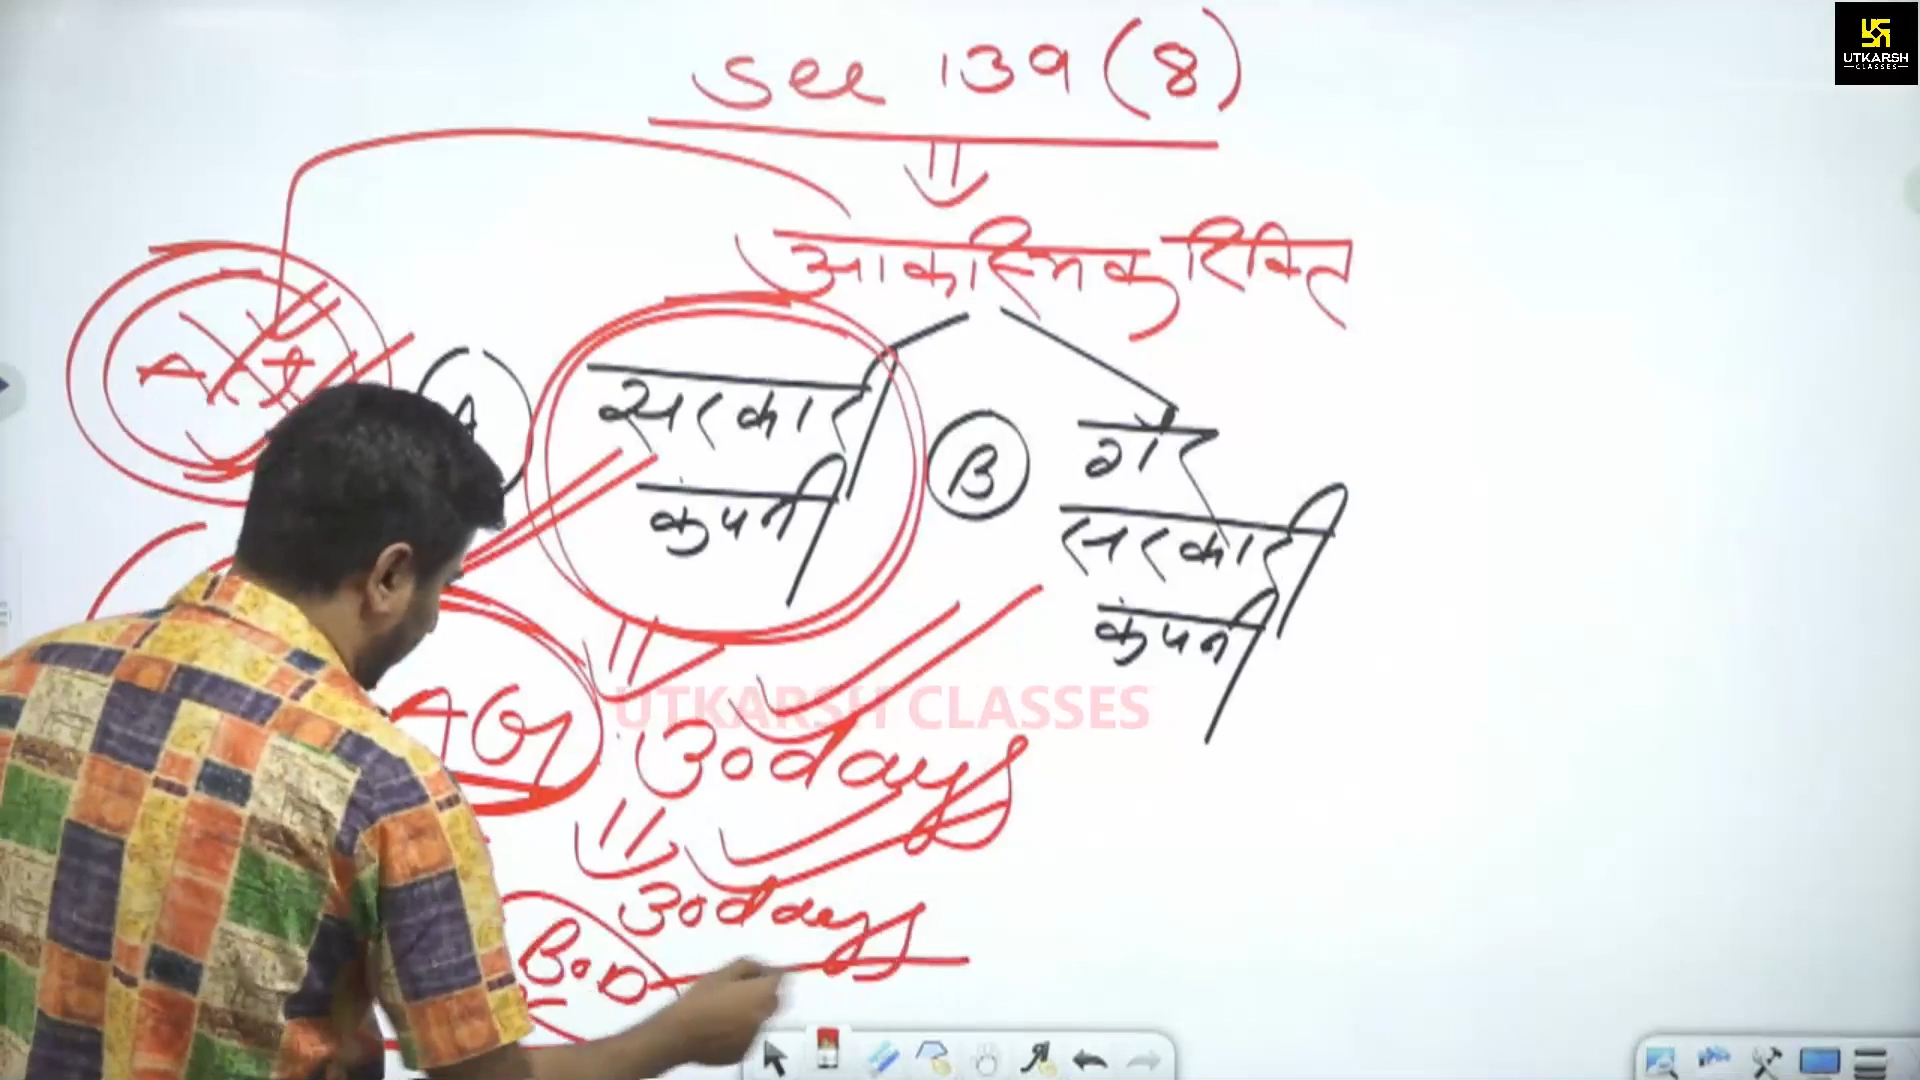 UTKARSH
CLASSES
sec 139 (8)
आकस्मिक रिक्ति
A
सरकारी
कंपनी
B
गैर
सरकारी
कंपनी
UTKARSH CLASSES
30 days
30 days
B.O.D